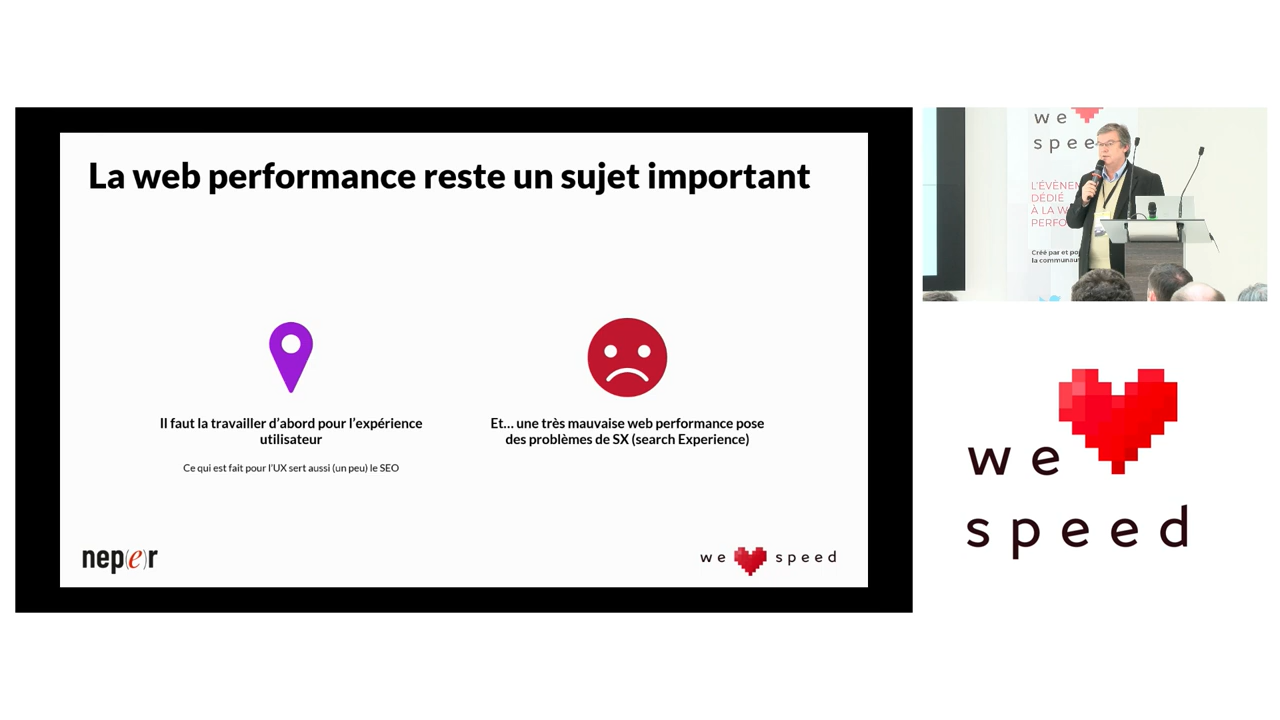 La web performance reste un sujet important
Il faut la travailler d'abord pour l'expérience
utilisateur
Ce qui est fait pour l'UX sert aussi (un peu) le SEO
Et... une très mauvaise web performance pose
des problèmes de SX (search Experience)
nep(e)r
we speed
we
spee
L'ÉVÈNEM
DÉDIÉ
À LA W
PERFO
Créé par et po
la communau
we
speed